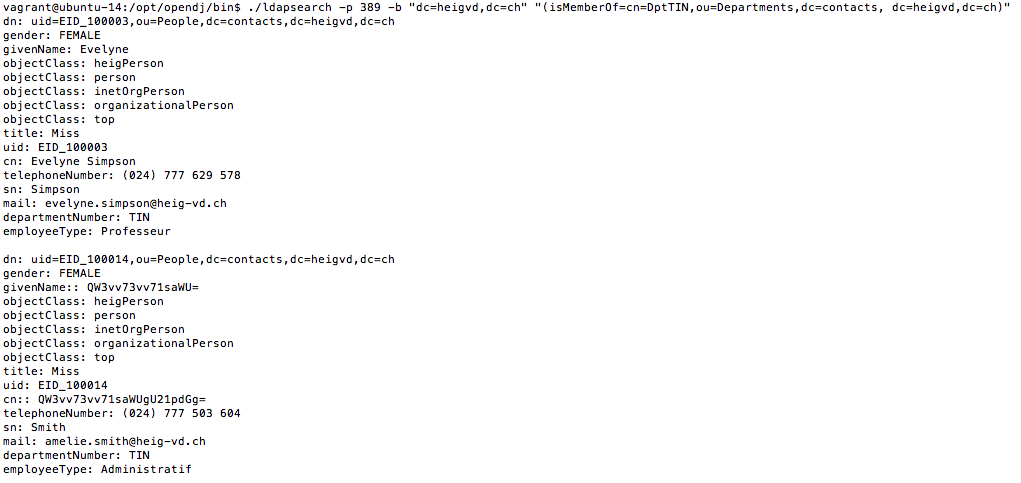 vagrant@ubuntu-14:/opt/opendj/bin$ ./ldapsearch -p 389 -b "dc=heigvd,dc=ch" "(isMemberOf=cn=DptTIN,ou=Departments,dc=contacts, dc=heigvd,dc=ch)"
dn: uid=EID_100003,ou=People,dc=contacts,dc=heigvd,dc=ch
gender: FEMALE
givenName: Evelyne
objectClass: heigPerson
objectClass: person
objectClass: inetOrgPerson
objectClass: organizationalPerson
objectClass: top
title: Miss
uid: EID_100003
cn: Evelyne Simpson
telephoneNumber: (024) 777 629 578
sn: Simpson
mail: evelyne.simpson@heig-vd.ch
departmentNumber: TIN
employeeType: Professeur

dn: uid=EID_100014,ou=People,dc=contacts,dc=heigvd,dc=ch
gender: FEMALE
givenName:: QW3vv73vv71saWU=
objectClass: heigPerson
objectClass: person
objectClass: inetOrgPerson
objectClass: organizationalPerson
objectClass: top
title: Miss
uid: EID_100014
cn:: QW3vv73vv71saWUgU21pdGg=
telephoneNumber: (024) 777 503 604
sn: Smith
mail: amelie.smith@heig-vd.ch
departmentNumber: TIN
employeeType: Administratif